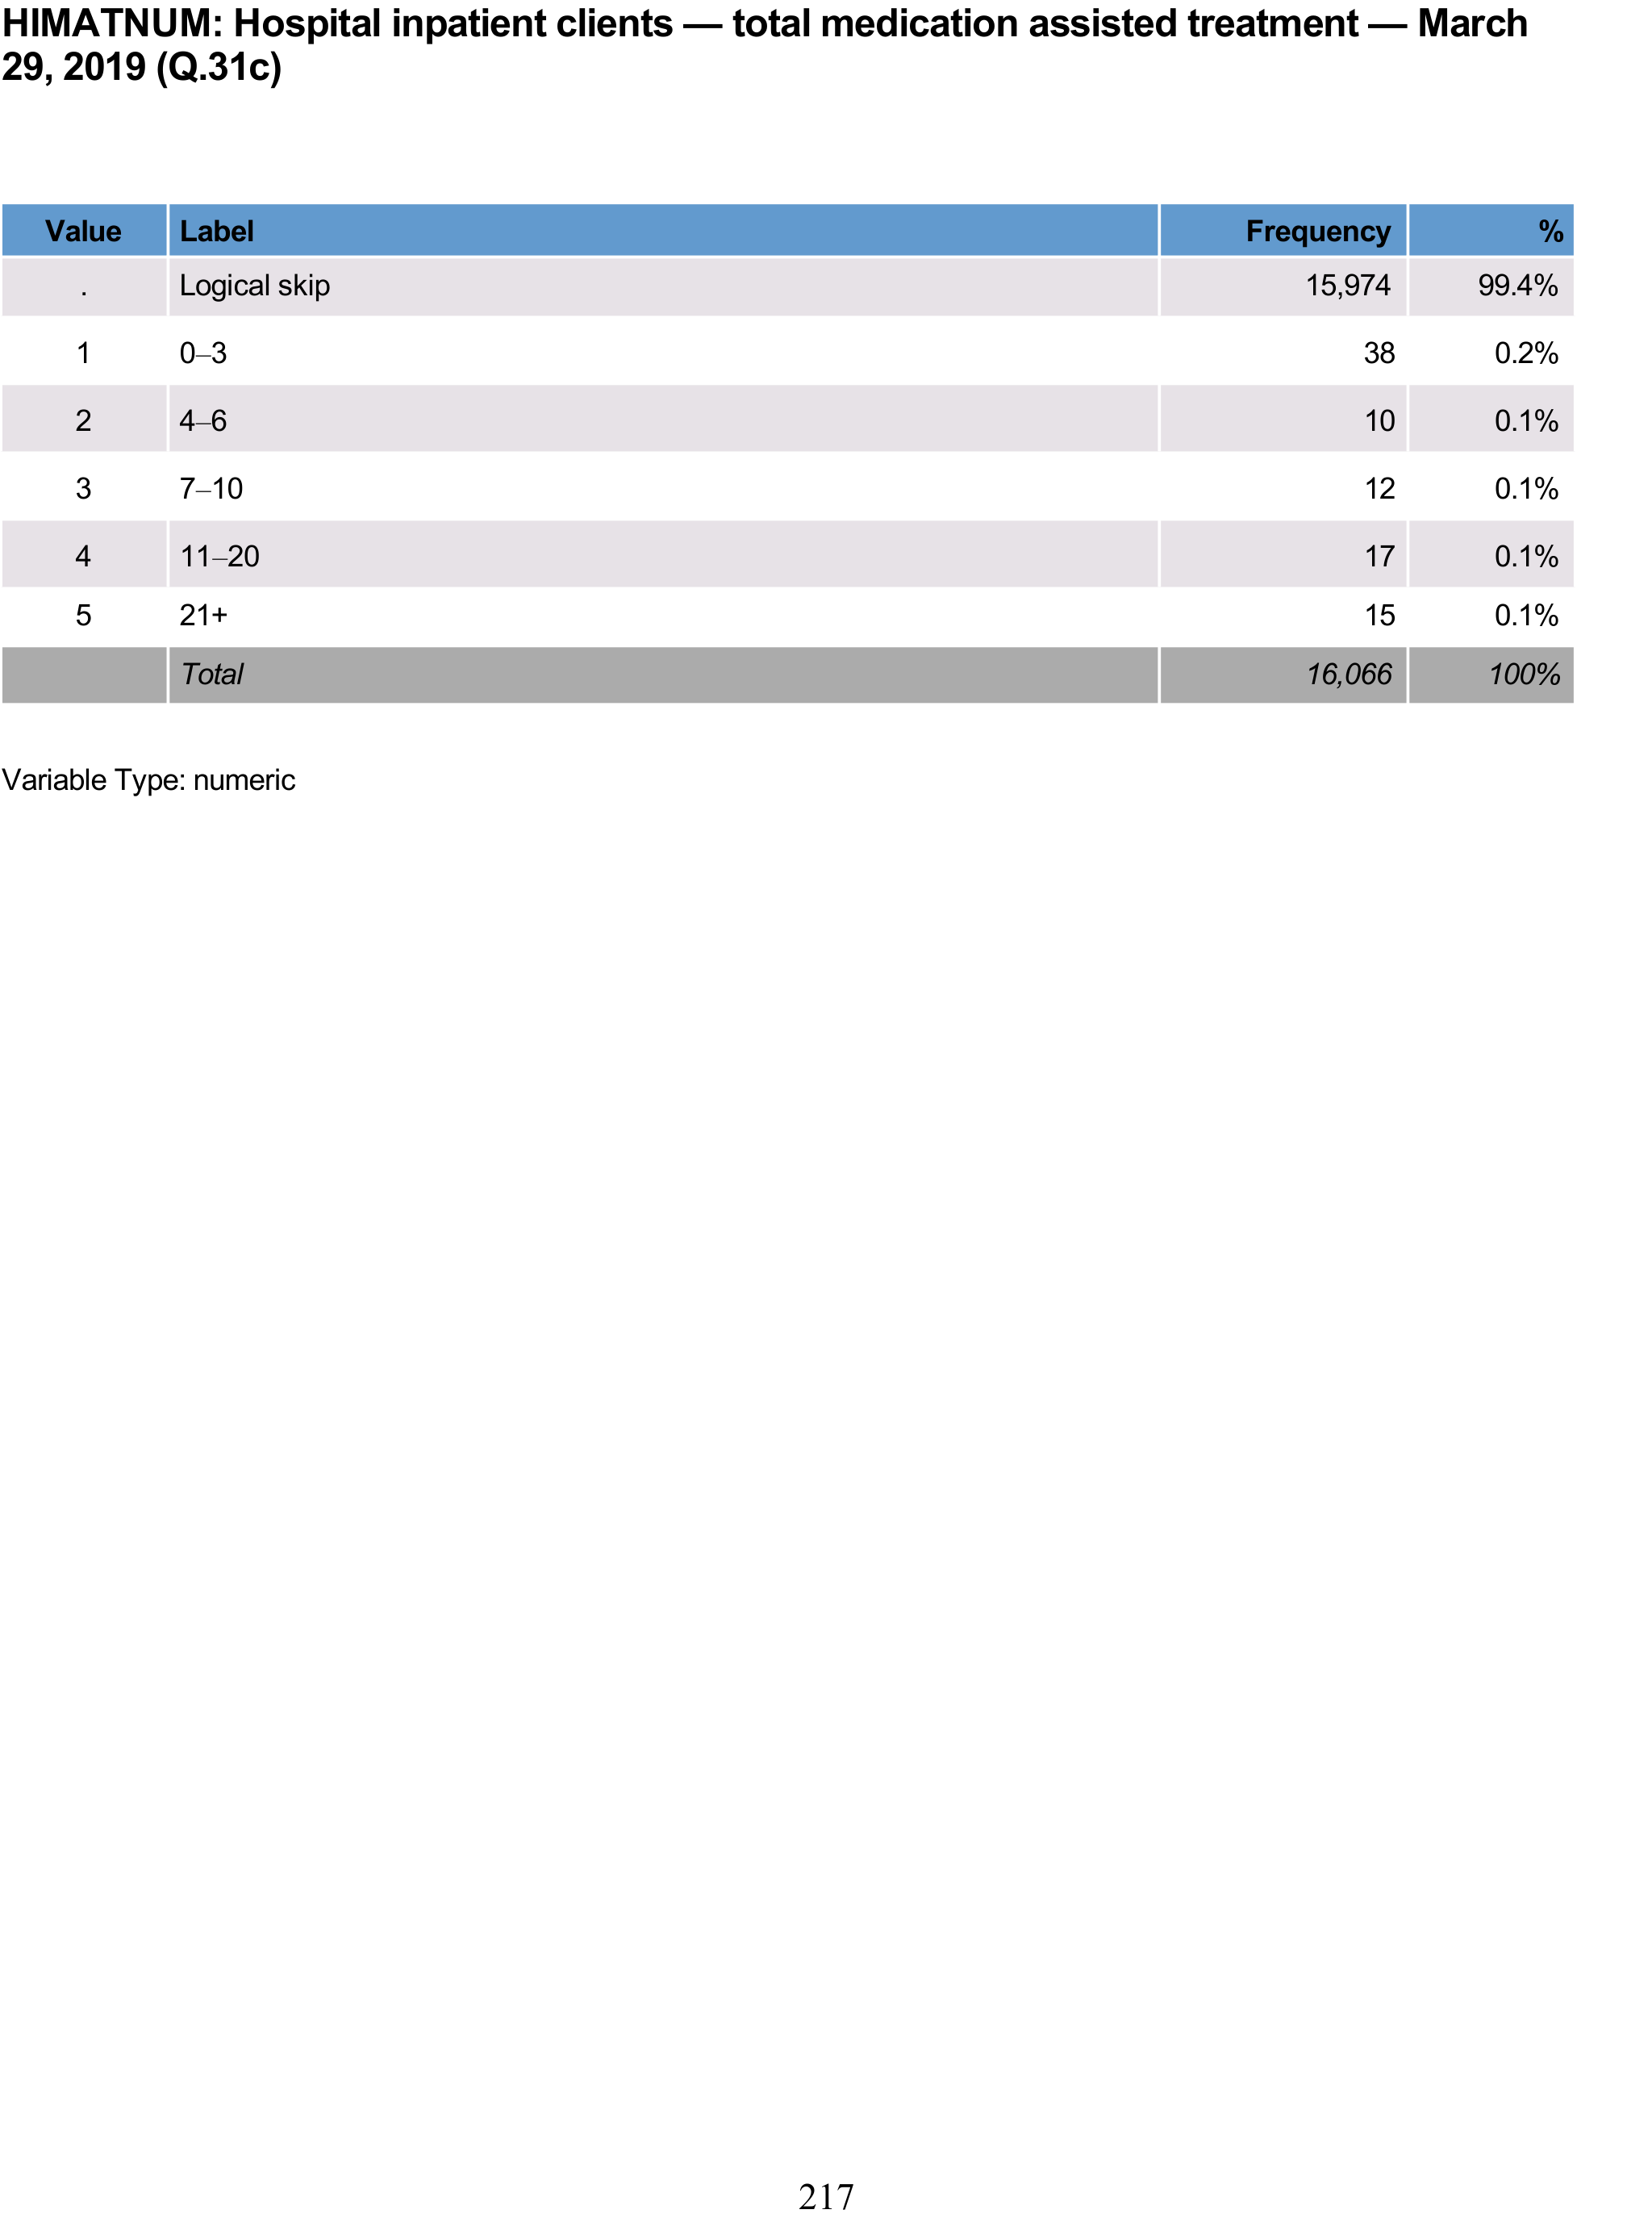 HIMATNUM: Hospital inpatient clients — total medication assisted treatment — March
29, 2019 (Q.31c)
Value Label Frequency %
. Logical skip 15,974 99.4%
1 0–3 38 0.2%
2 4–6 10 0.1%
3 7–10 12 0.1%
4 11–20 17 0.1%
5 21+ 15 0.1%
Total 16,066 100%
Variable Type: numeric
217